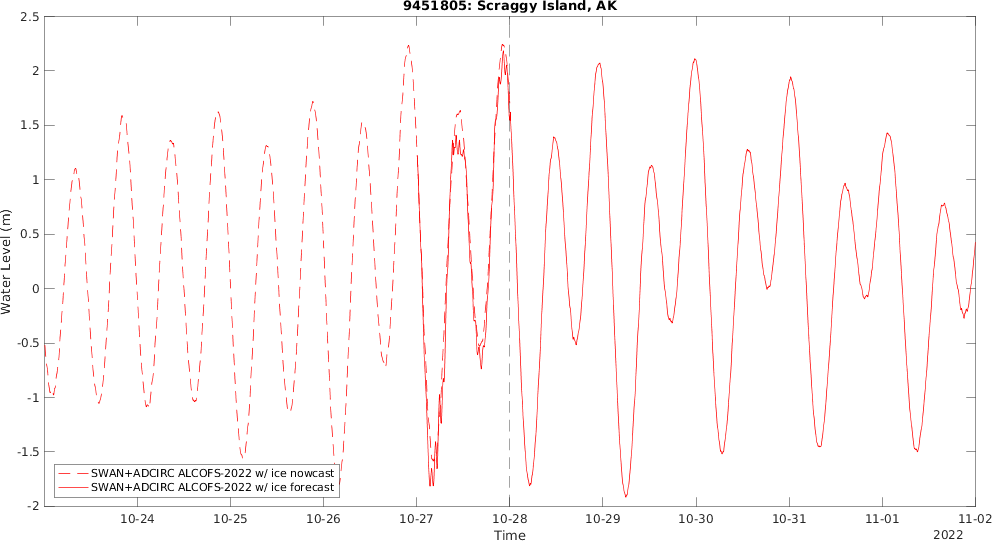 9451805: Scraggy Island, AK
2.5
2
1.5
1
0.5
0
-0.5
-1
-1.5
-2
Water Level (m)
SWAN+ADCIRC ALCOFS-2022 w/ ice nowcast
SWAN+ADCIRC ALCOFS-2022 w/ ice forecast
10-24 10-25 10-26 10-27 10-28 10-29 10-30 10-31 11-01 11-02
Time
2022